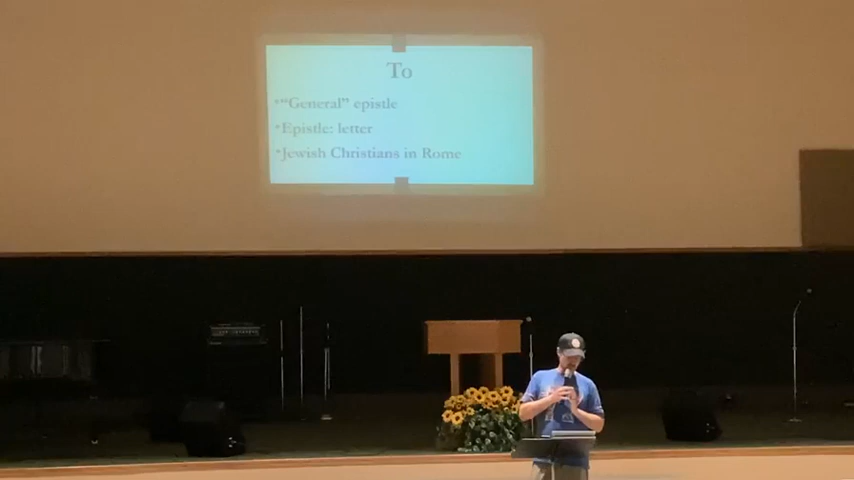 To
•“General” epistle
•Epistle: letter
•Jewish Christians in Rome